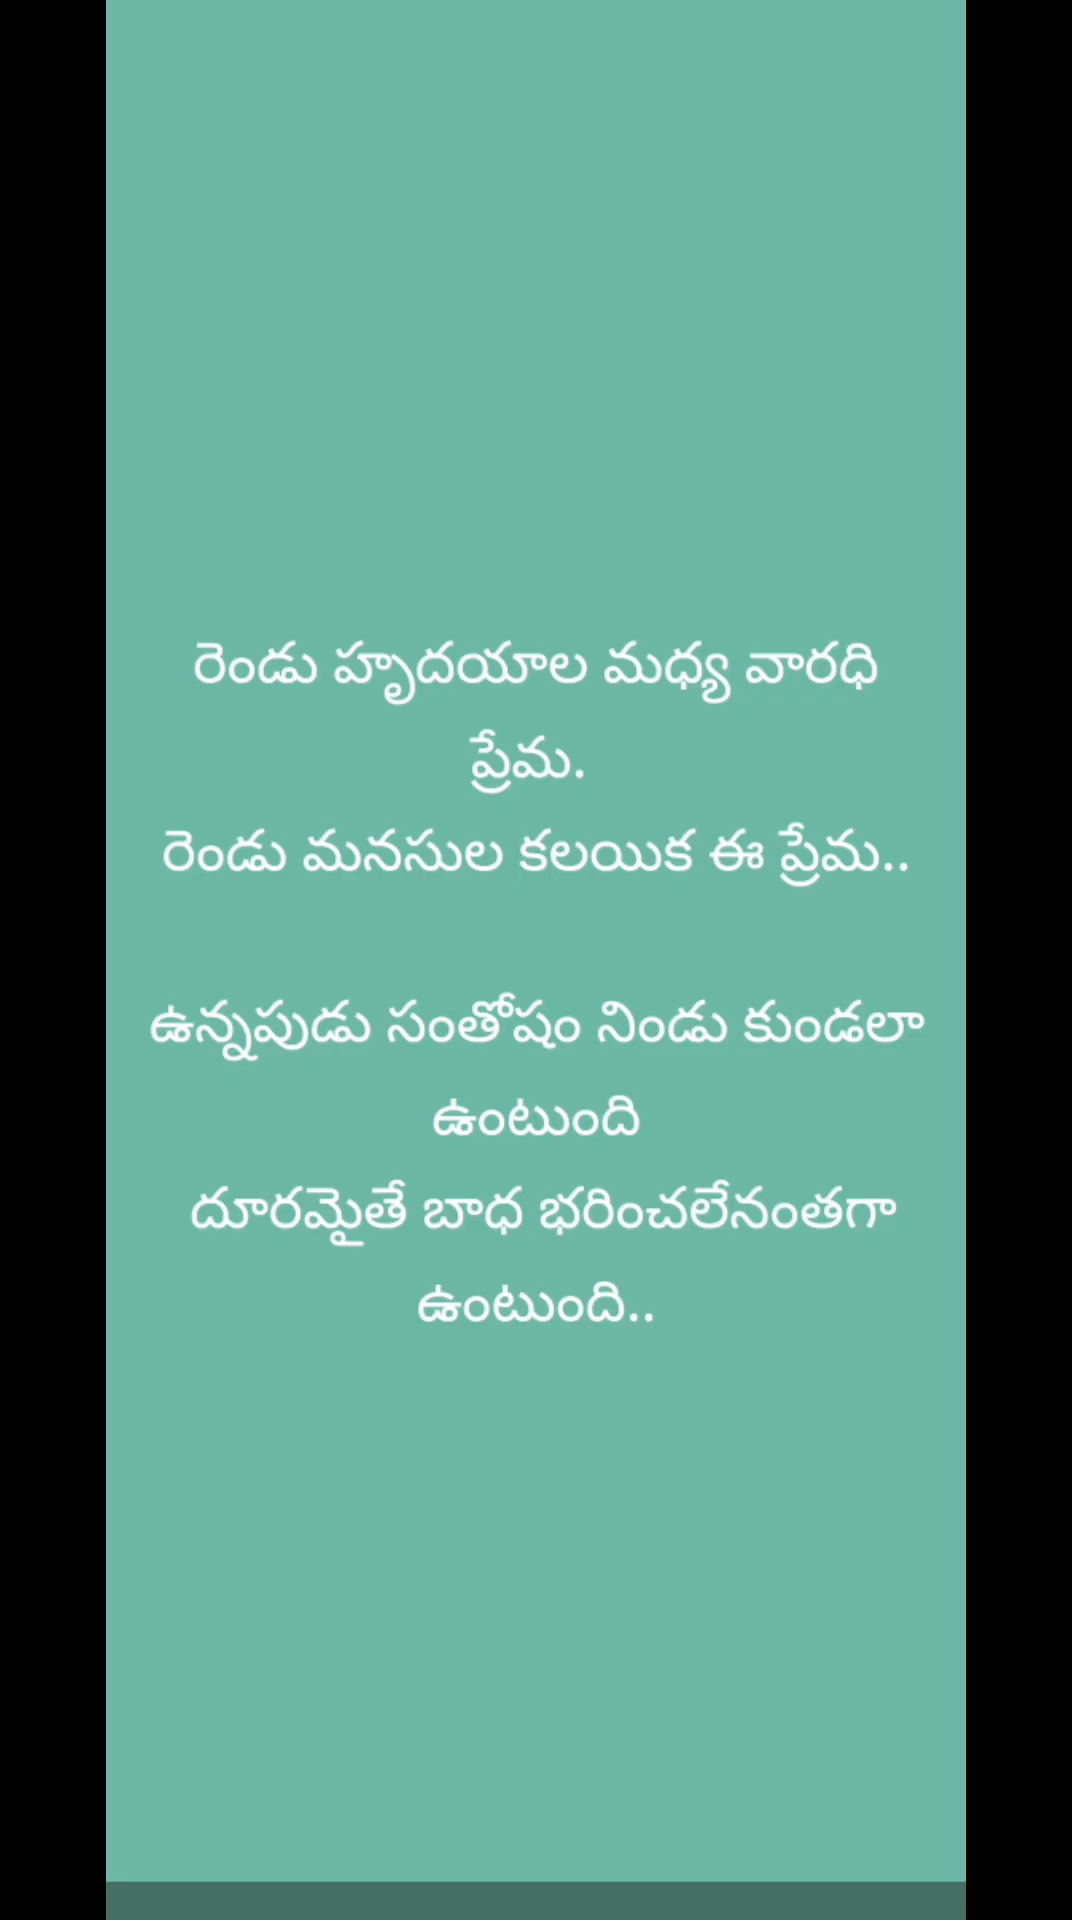 రెండు హృదయాల మధ్య వారధి
ప్రేమ.
రెండు మనసుల కలయిక ఈ ప్రేమ..
ఉన్నపుడు సంతోషం నిండు కుండలా
ఉంటుంది
దూరమైతే బాధ భరించలేనంతగా
ఉంటుంది..